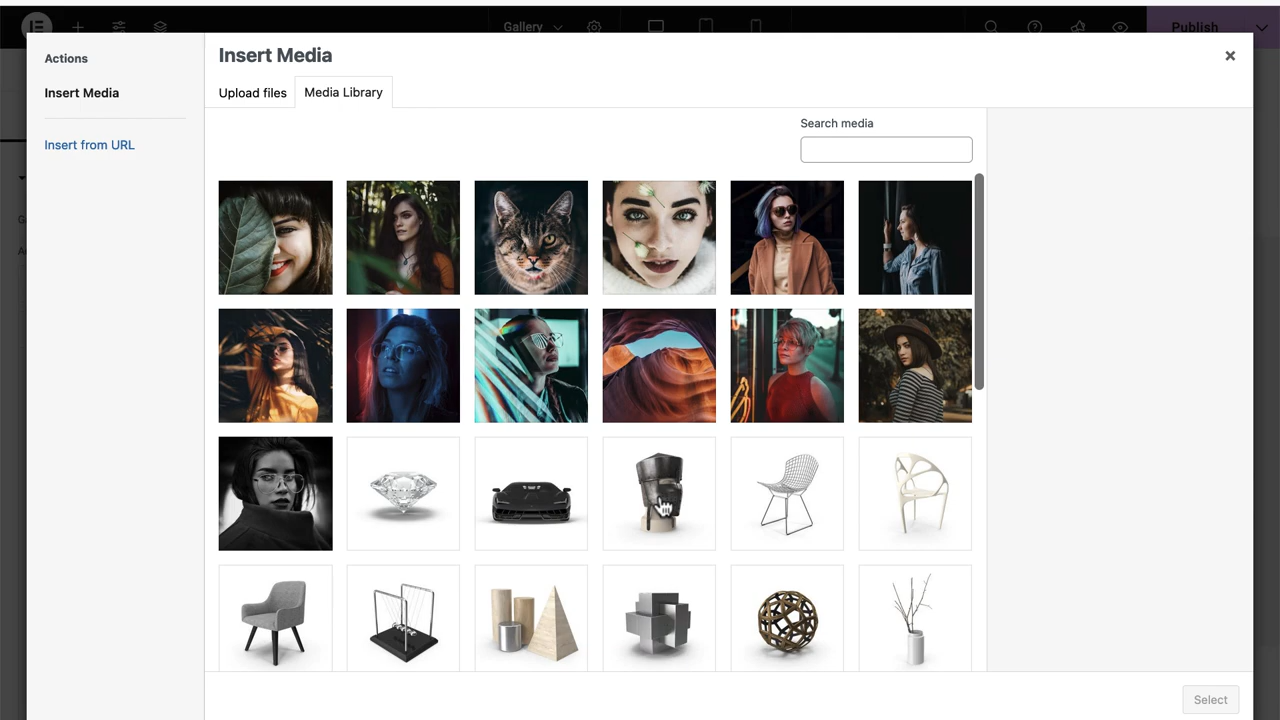 Gallery
Publish
Actions
Insert Media
Insert from URL
Insert Media
Upload files
Media Library
Search media
Select